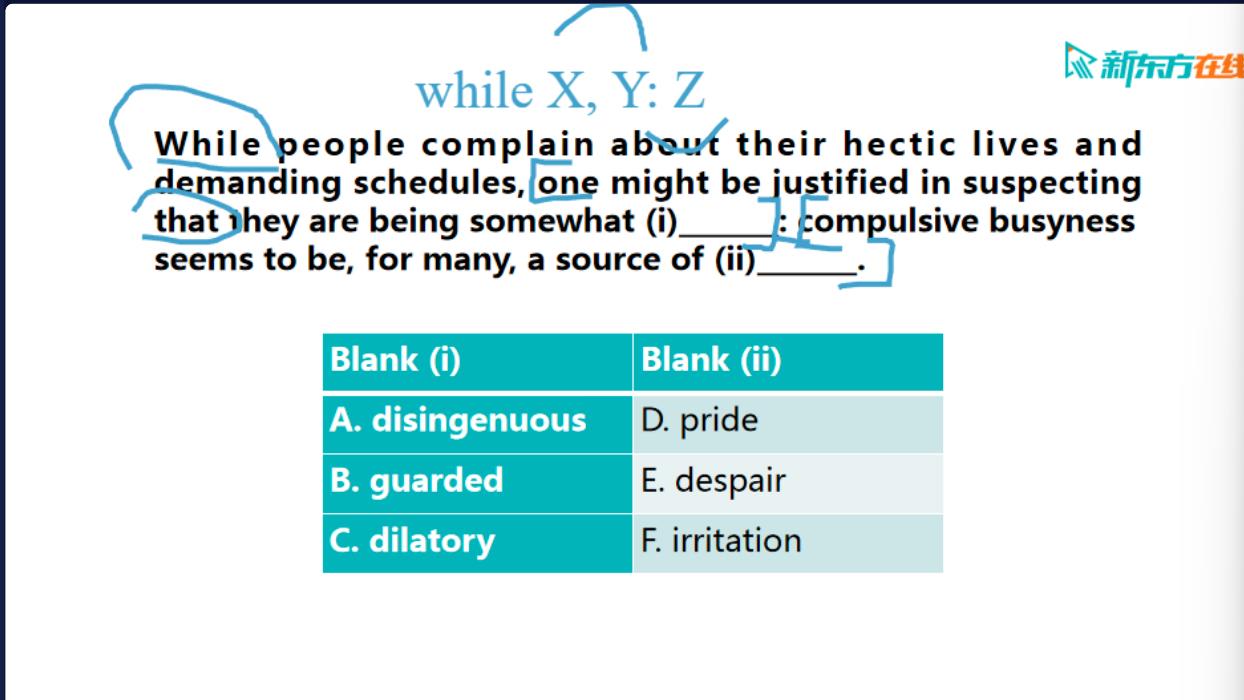 新东方在线
while X, Y: Z
While people complain about their hectic lives and
demanding schedules, one might be justified in suspecting
that they are being somewhat (i)______: compulsive busyness
seems to be, for many, a source of (ii)______.
Blank (i) Blank (ii)
A. disingenuous D. pride
B. guarded E. despair
C. dilatory F. irritation